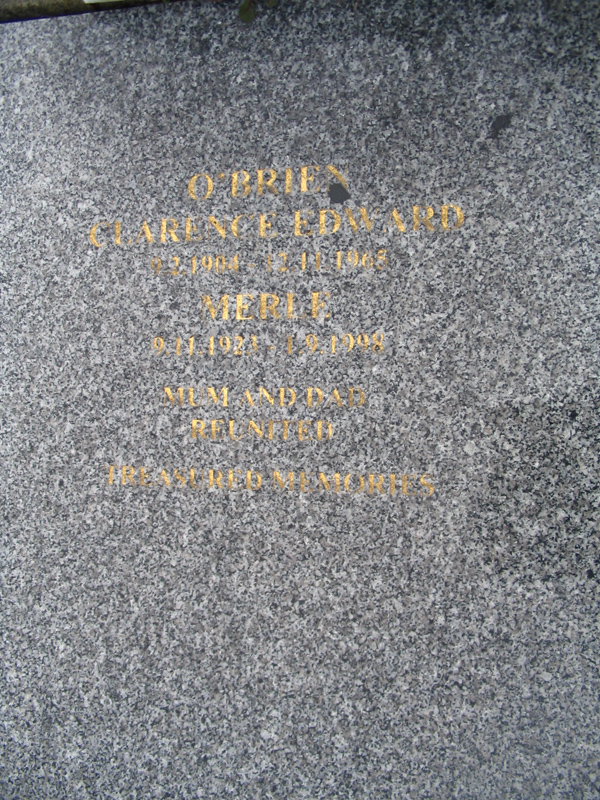 O'BRIEN
CLARENCE EDWARD
9.2.1904 - 12.11.1968
MERLE
9.11.1923 - 1.9.1998
MUM AND DAD
REUNITED
TREASURED MEMORIES